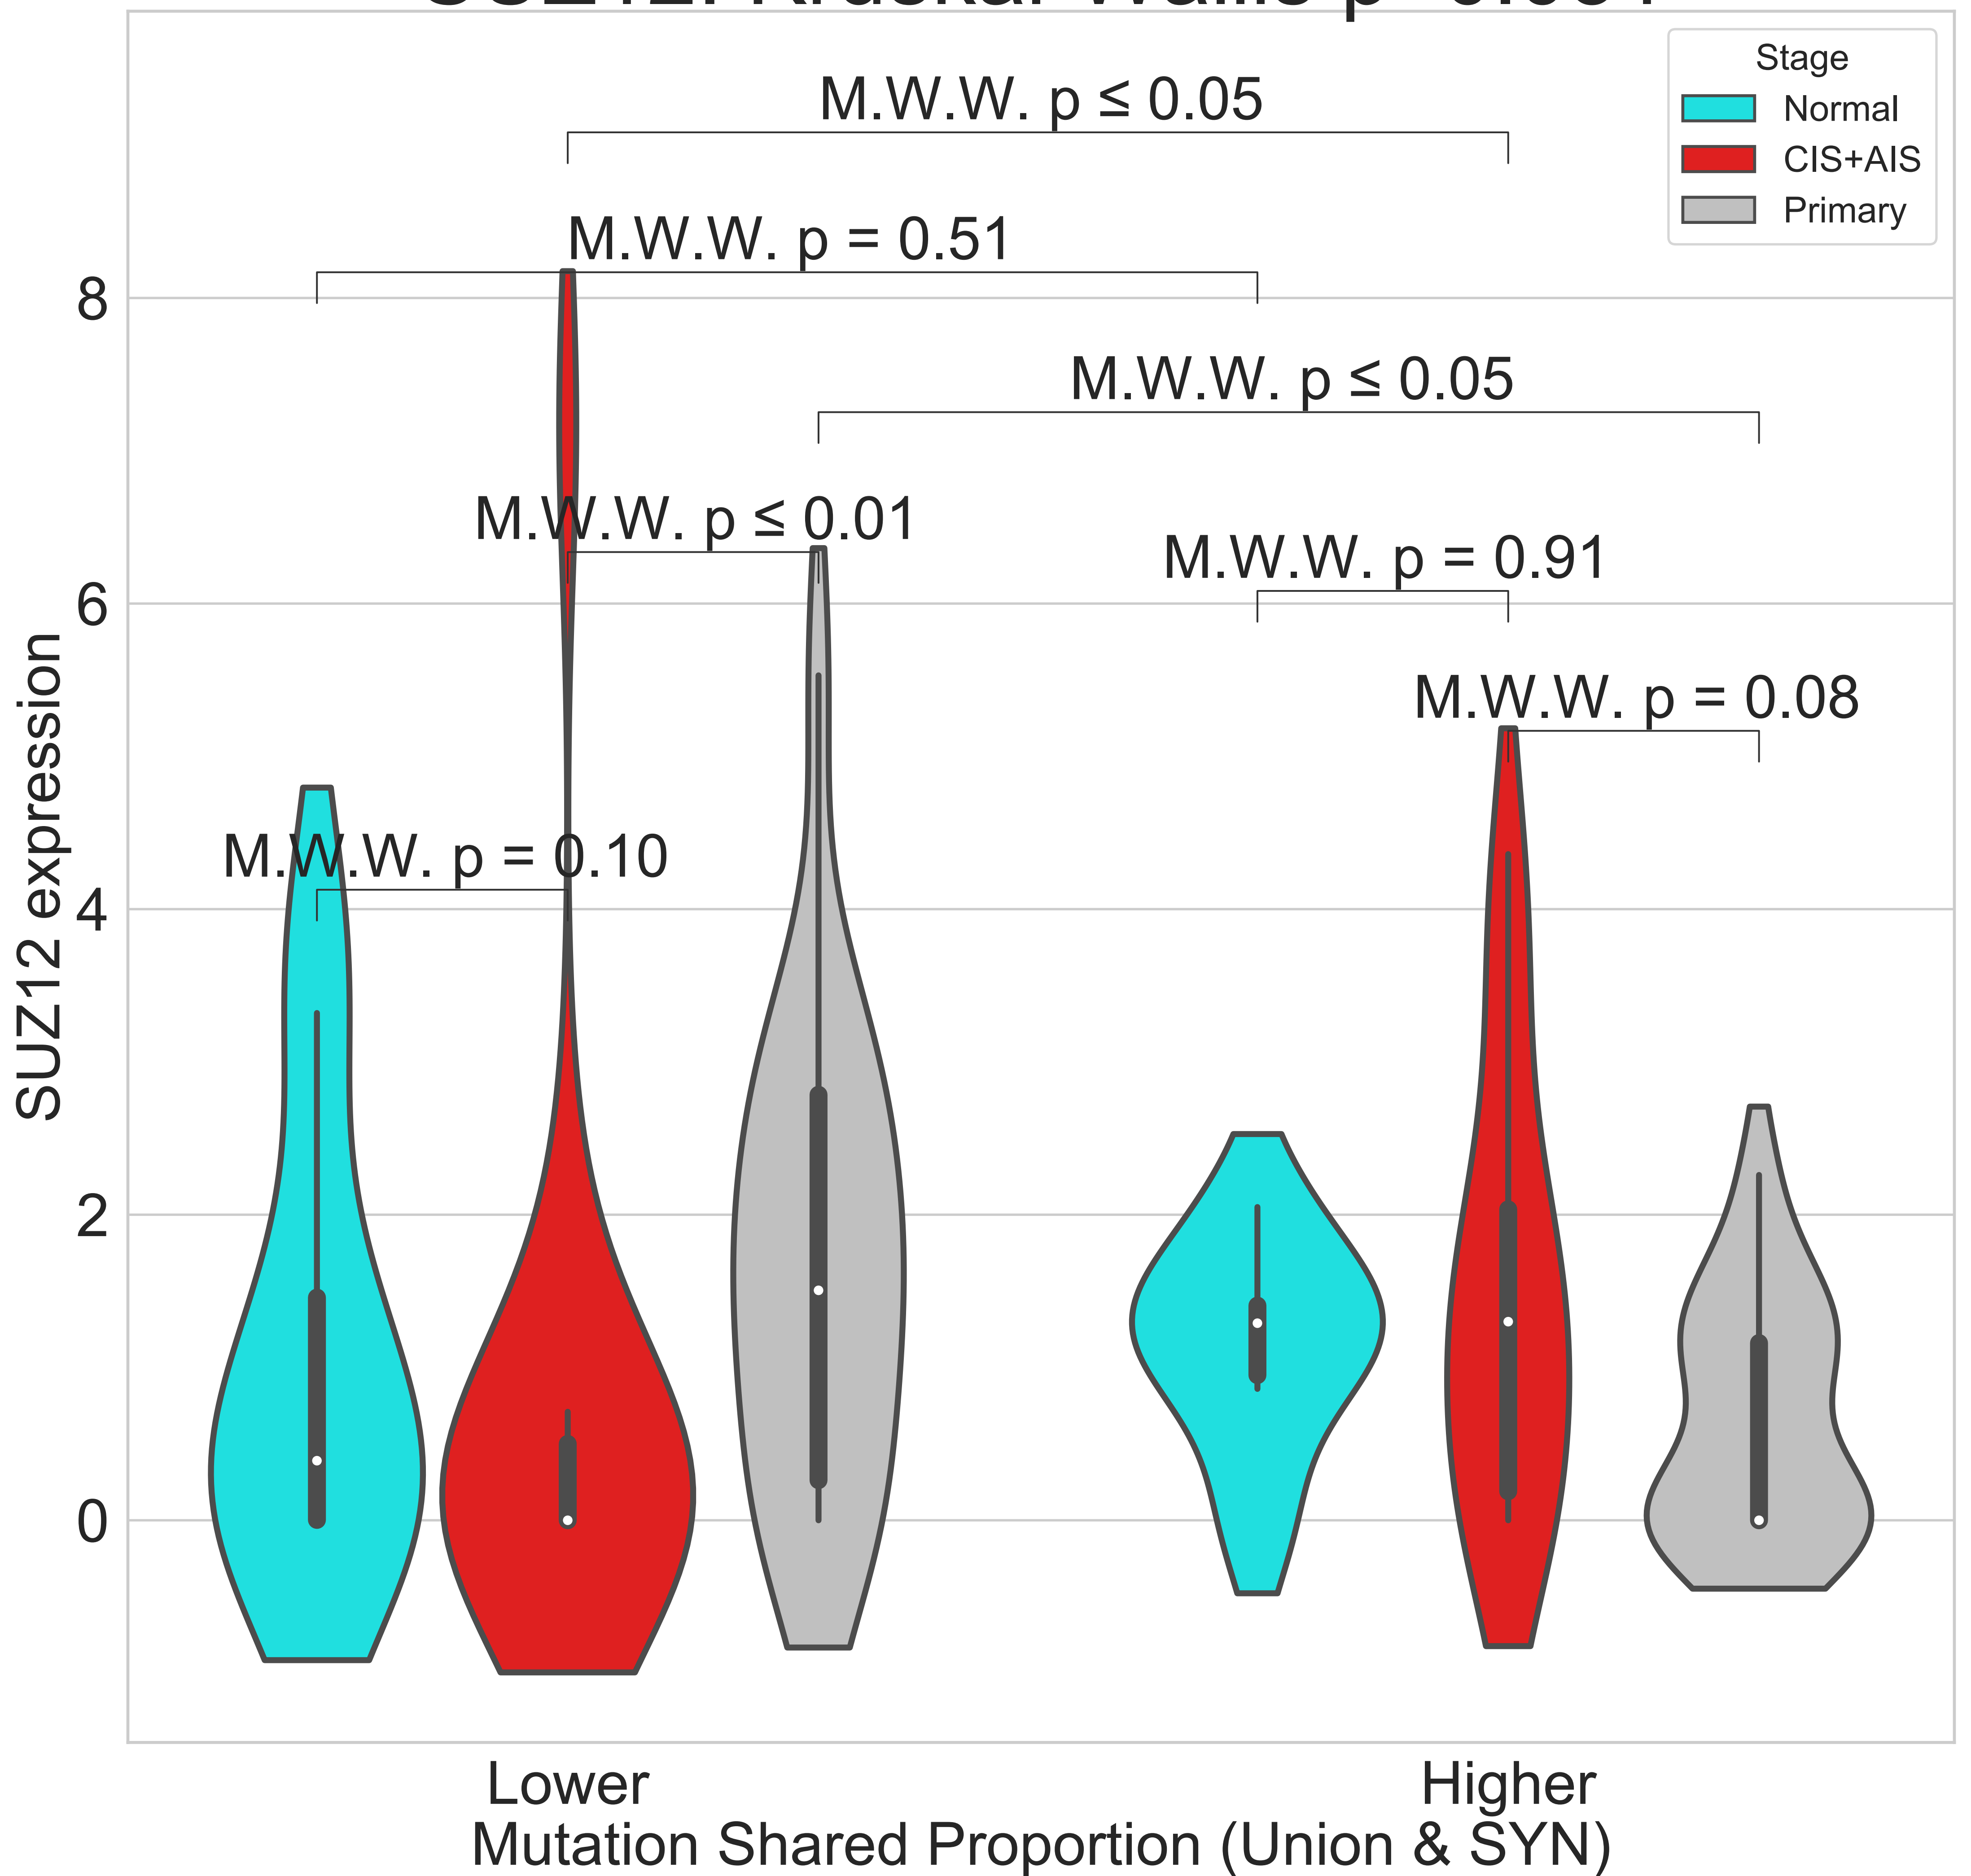 Stage
Normal
CIS+AIS
Primary
M.W.W. p ≤ 0.05
M.W.W. p = 0.51
M.W.W. p ≤ 0.05
M.W.W. p ≤ 0.01
M.W.W. p = 0.91
M.W.W. p = 0.08
M.W.W. p = 0.10
8
6
4
2
0
SUZ12 expression
Lower
Higher
Mutation Shared Proportion (Union & SYN)